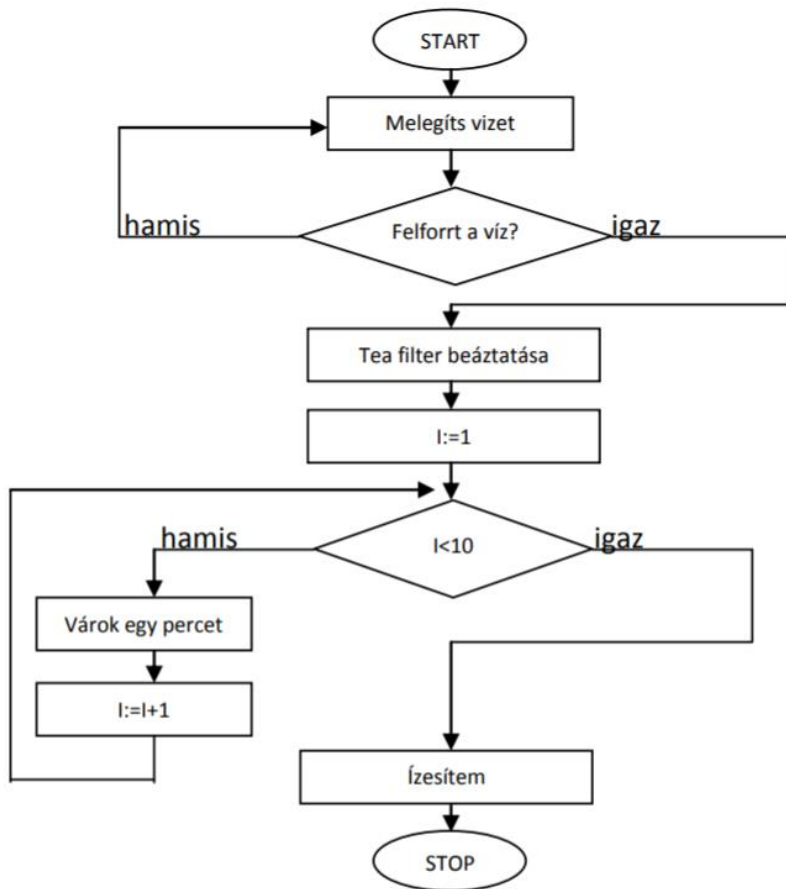 START
Melegíts vizet
hamis
Felforrt a víz?
igaz
Tea filter beáztatása
I:=1
hamis
I<10
igaz
Várok egy percet
I:=I+1
Ízesítem
STOP